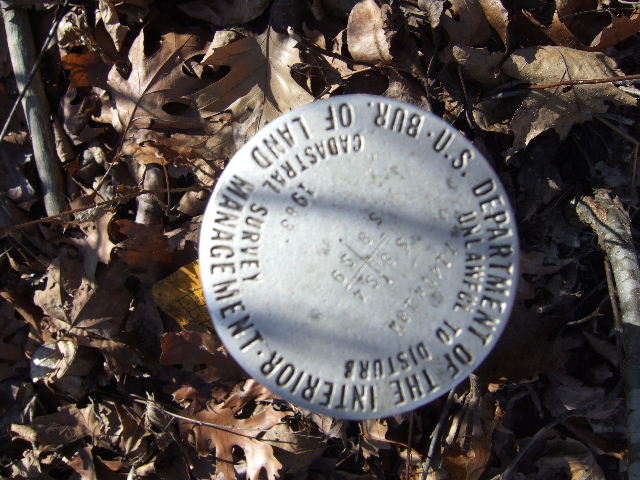 U.S. DEPARTMENT OF THE INTERIOR · BUR. OF LAND MANAGEMENT ·
CADASTRAL SURVEY
UNLAWFUL TO DISTURB
1983